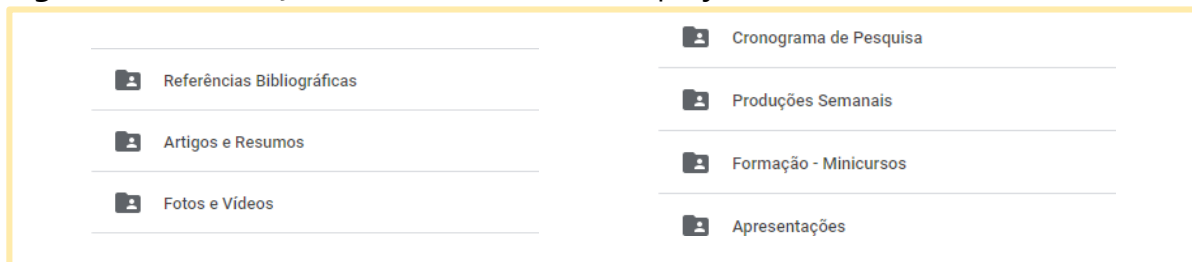 Referências Bibliográficas
Artigos e Resumos
Fotos e Vídeos
Cronograma de Pesquisa
Produções Semanais
Formação - Minicursos
Apresentações